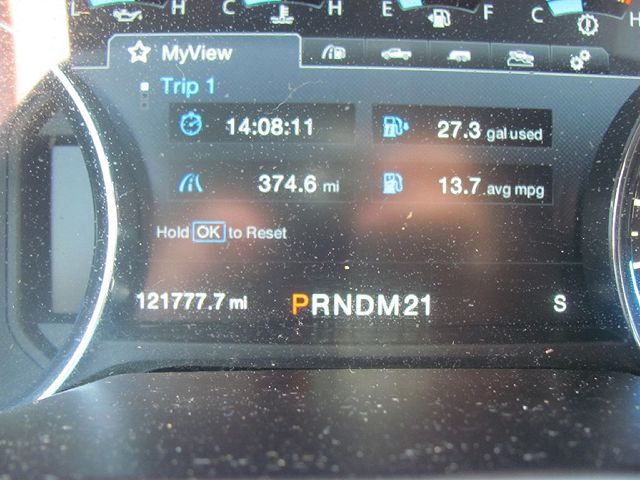 L H C H E F C H
MyView
Trip 1
14:08:11 27.3 gal used
374.6 mi 13.7 avg mpg
Hold OK to Reset
121777.7 mi PRNDM21 S